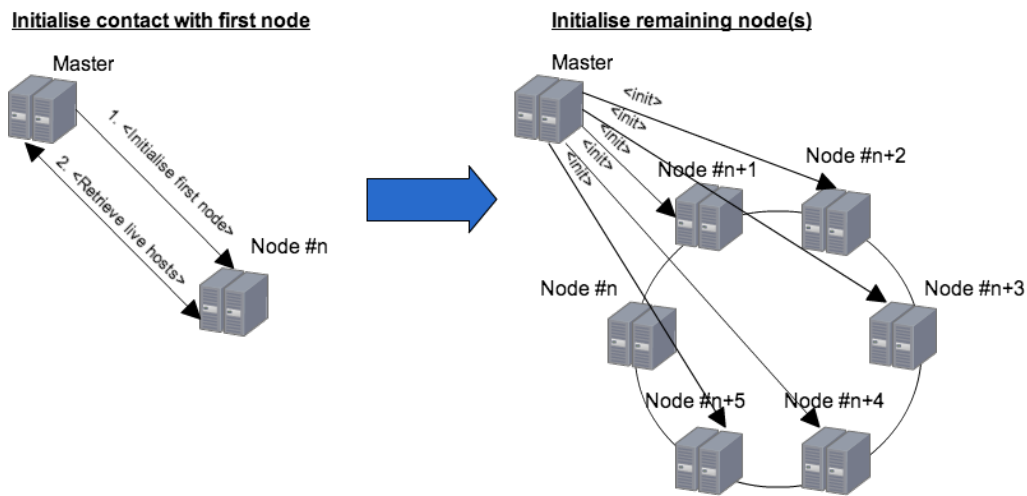 Initialise contact with first node
Master
1. <Initialise first node>
2. <Retrieve live hosts>
Node #n
Initialise remaining node(s)
Master
<init>
<init>
<init>
<init>
<init>
Node #n+1
Node #n+2
Node #n
Node #n+3
Node #n+5
Node #n+4